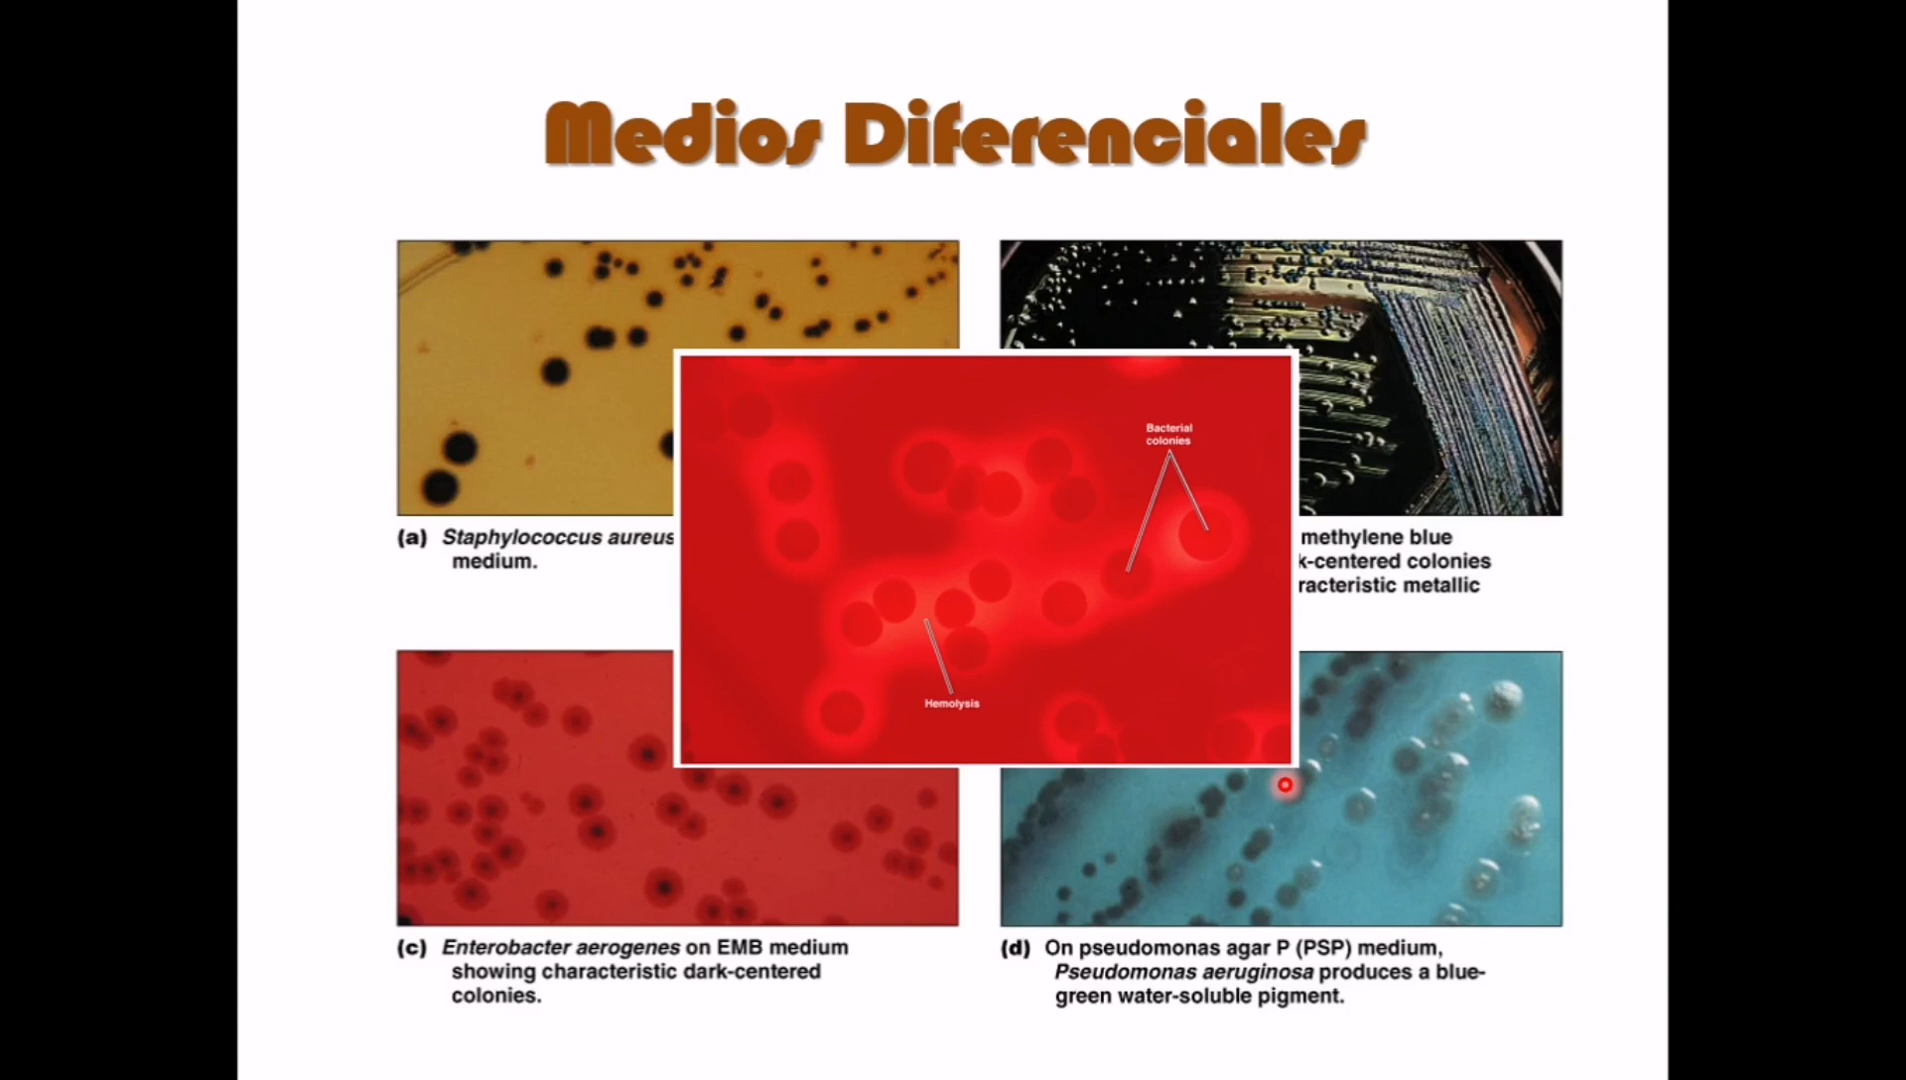 Medios Diferenciales
(a) Staphylococcus aureus
medium.
methylene blue
k-centered colonies
racteristic metallic
Bacterial
colonies
Hemolysis
(c) Enterobacter aerogenes on EMB medium
showing characteristic dark-centered
colonies.
(d) On pseudomonas agar P (PSP) medium,
Pseudomonas aeruginosa produces a blue-
green water-soluble pigment.